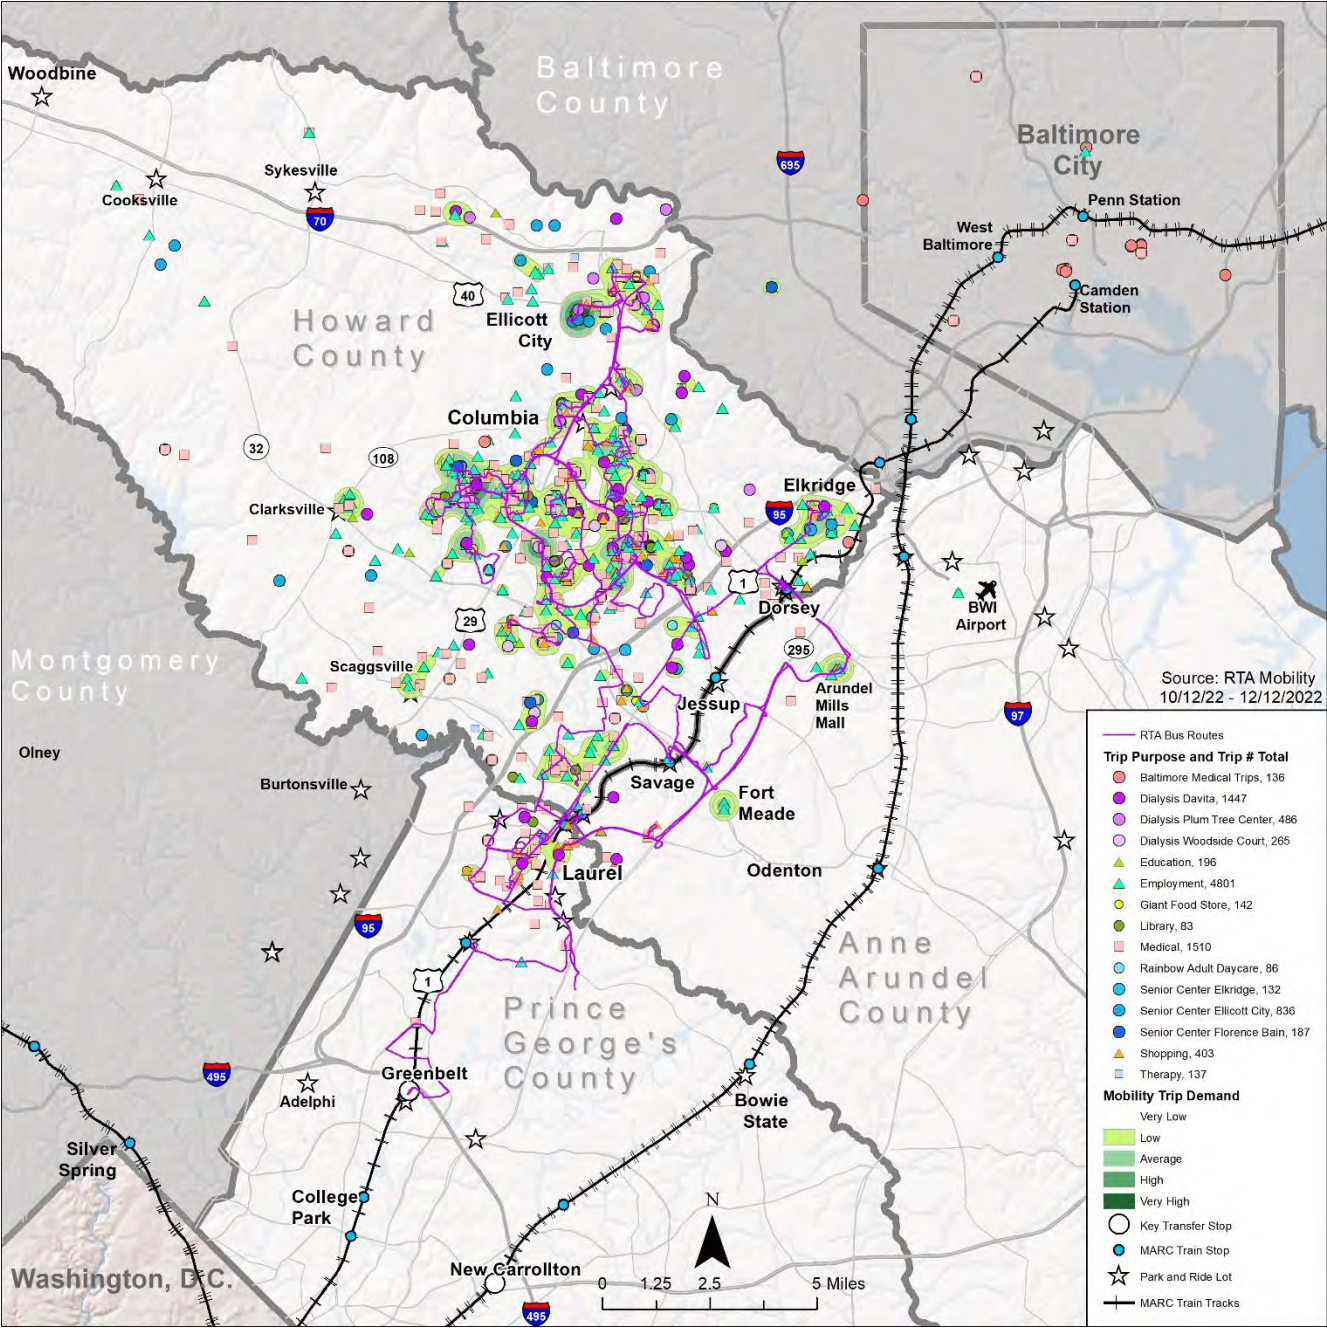 Woodbine
Baltimore
County
Baltimore
City
695
Sykesville
Cooksville
70
Penn Station
West
Baltimore
40
Camden
Station
Ellicott
City
Howard
County
Columbia
32
108
Elkridge
95
Clarksville
1
Dorsey
BWI
Airport
29
295
Montgomery
County
Scaggsville
Arundel
Mills
Mall
Jessup
97
Olney
Burtonsville
Savage
Fort
Meade
Laurel
Odenton
95
Anne
Arundel
County
1
Prince
George's
County
495
Greenbelt
Adelphi
Bowie
State
Silver
Spring
College
Park
Washington, D.C.
New Carrollton
495
N
0 1.25 2.5 5 Miles
Source: RTA Mobility
10/12/22 - 12/12/2022
RTA Bus Routes
Trip Purpose and Trip # Total
Baltimore Medical Trips, 136
Dialysis Davita, 1447
Dialysis Plum Tree Center, 486
Dialysis Woodside Court, 265
Education, 196
Employment, 4801
Giant Food Store, 142
Library, 83
Medical, 1510
Rainbow Adult Daycare, 86
Senior Center Elkridge, 132
Senior Center Ellicott City, 836
Senior Center Florence Bain, 187
Shopping, 403
Therapy, 137
Mobility Trip Demand
Very Low
Low
Average
High
Very High
Key Transfer Stop
MARC Train Stop
Park and Ride Lot
MARC Train Tracks